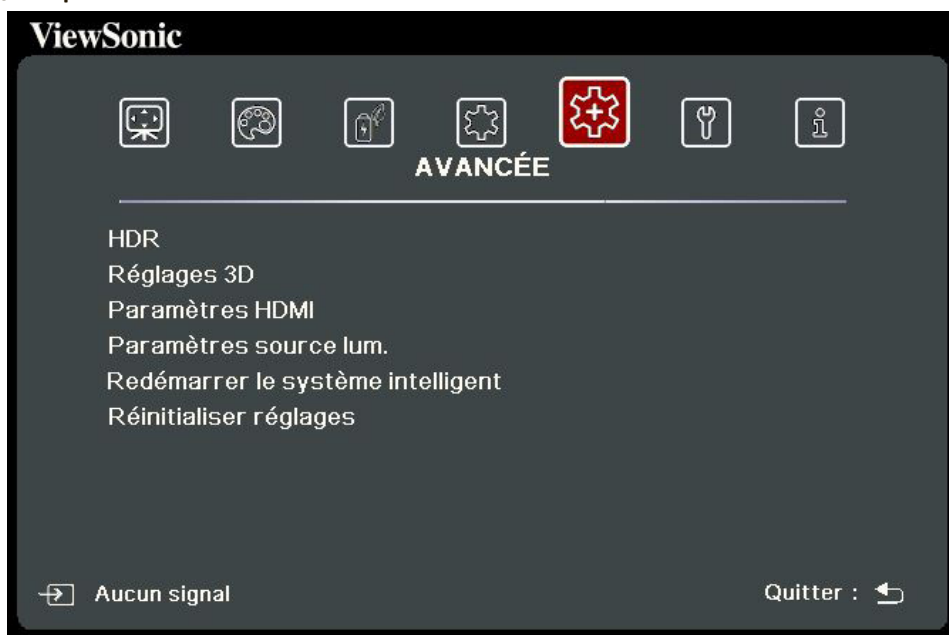 ViewSonic
AVANCÉE
HDR
Réglages 3D
Paramètres HDMI
Paramètres source lum.
Redémarrer le système intelligent
Réinitialiser réglages
Aucun signal
Quitter :